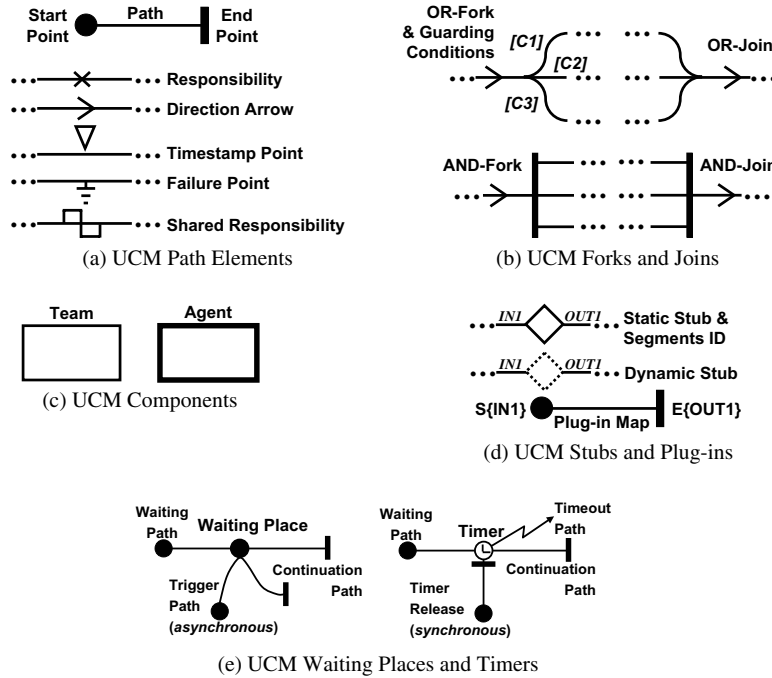 Start
Point
Path
End
Point
Responsibility
Direction Arrow
Timestamp Point
Failure Point
Shared Responsibility
(a) UCM Path Elements
OR-Fork
& Guarding
Conditions
[C1]
[C2]
[C3]
OR-Join
AND-Fork
AND-Join
(b) UCM Forks and Joins
Team
Agent
(c) UCM Components
IN1
OUT1
Static Stub &
Segments ID
IN1
OUT1
Dynamic Stub
S{IN1}
Plug-in Map
E{OUT1}
(d) UCM Stubs and Plug-ins
Waiting
Path
Waiting Place
Trigger
Path
(asynchronous)
Continuation
Path
Waiting
Path
Timer
Timeout
Path
Continuation
Path
Timer
Release
(synchronous)
(e) UCM Waiting Places and Timers